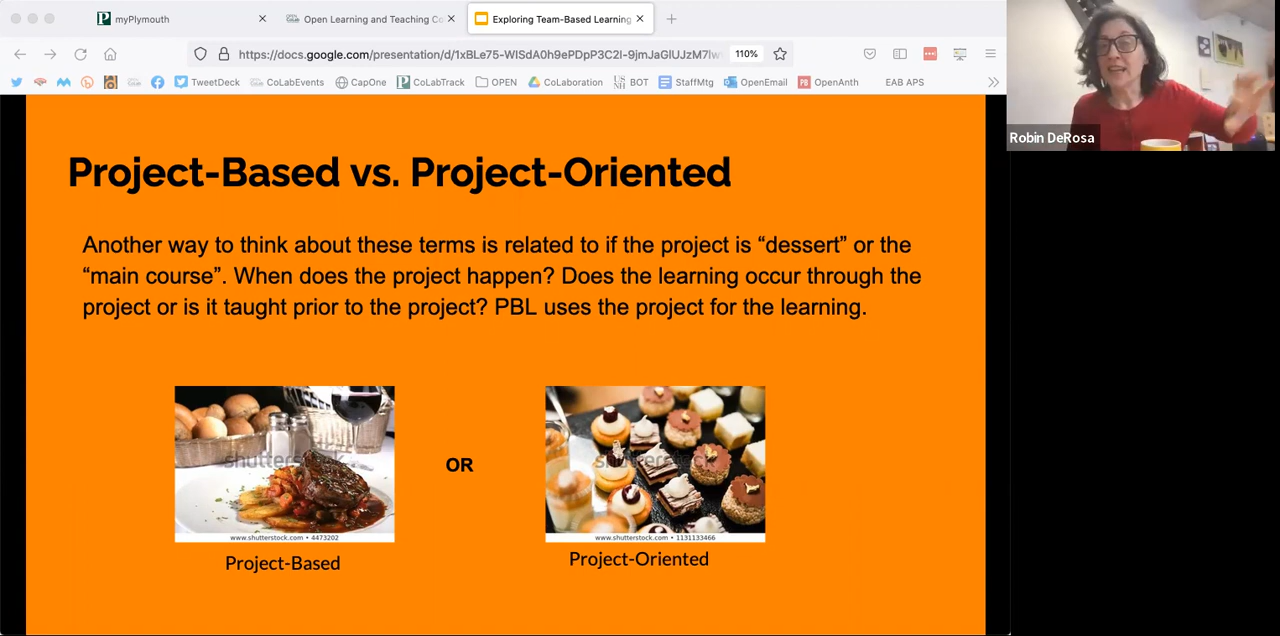 myPlymouth
Open Learning and Teaching Co
Exploring Team-Based Learning
https://docs.google.com/presentation/d/1xBLe75-WISdA0h9ePDpP3C2I-9jmJaGlUJzM7lw
110%
TweetDeck
CoLabEvents
CapOne
CoLabTrack
OPEN
CoLaboration
BOT
StaffMtg
OpenEmail
PB OpenAnth
EAB APS
Robin DeRosa
Project-Based vs. Project-Oriented
Another way to think about these terms is related to if the project is “dessert” or the
“main course”. When does the project happen? Does the learning occur through the
project or is it taught prior to the project? PBL uses the project for the learning.
shutterstock
shutterstock
OR
www.shutterstock.com • 4473202
www.shutterstock.com • 1131133466
Project-Based
Project-Oriented